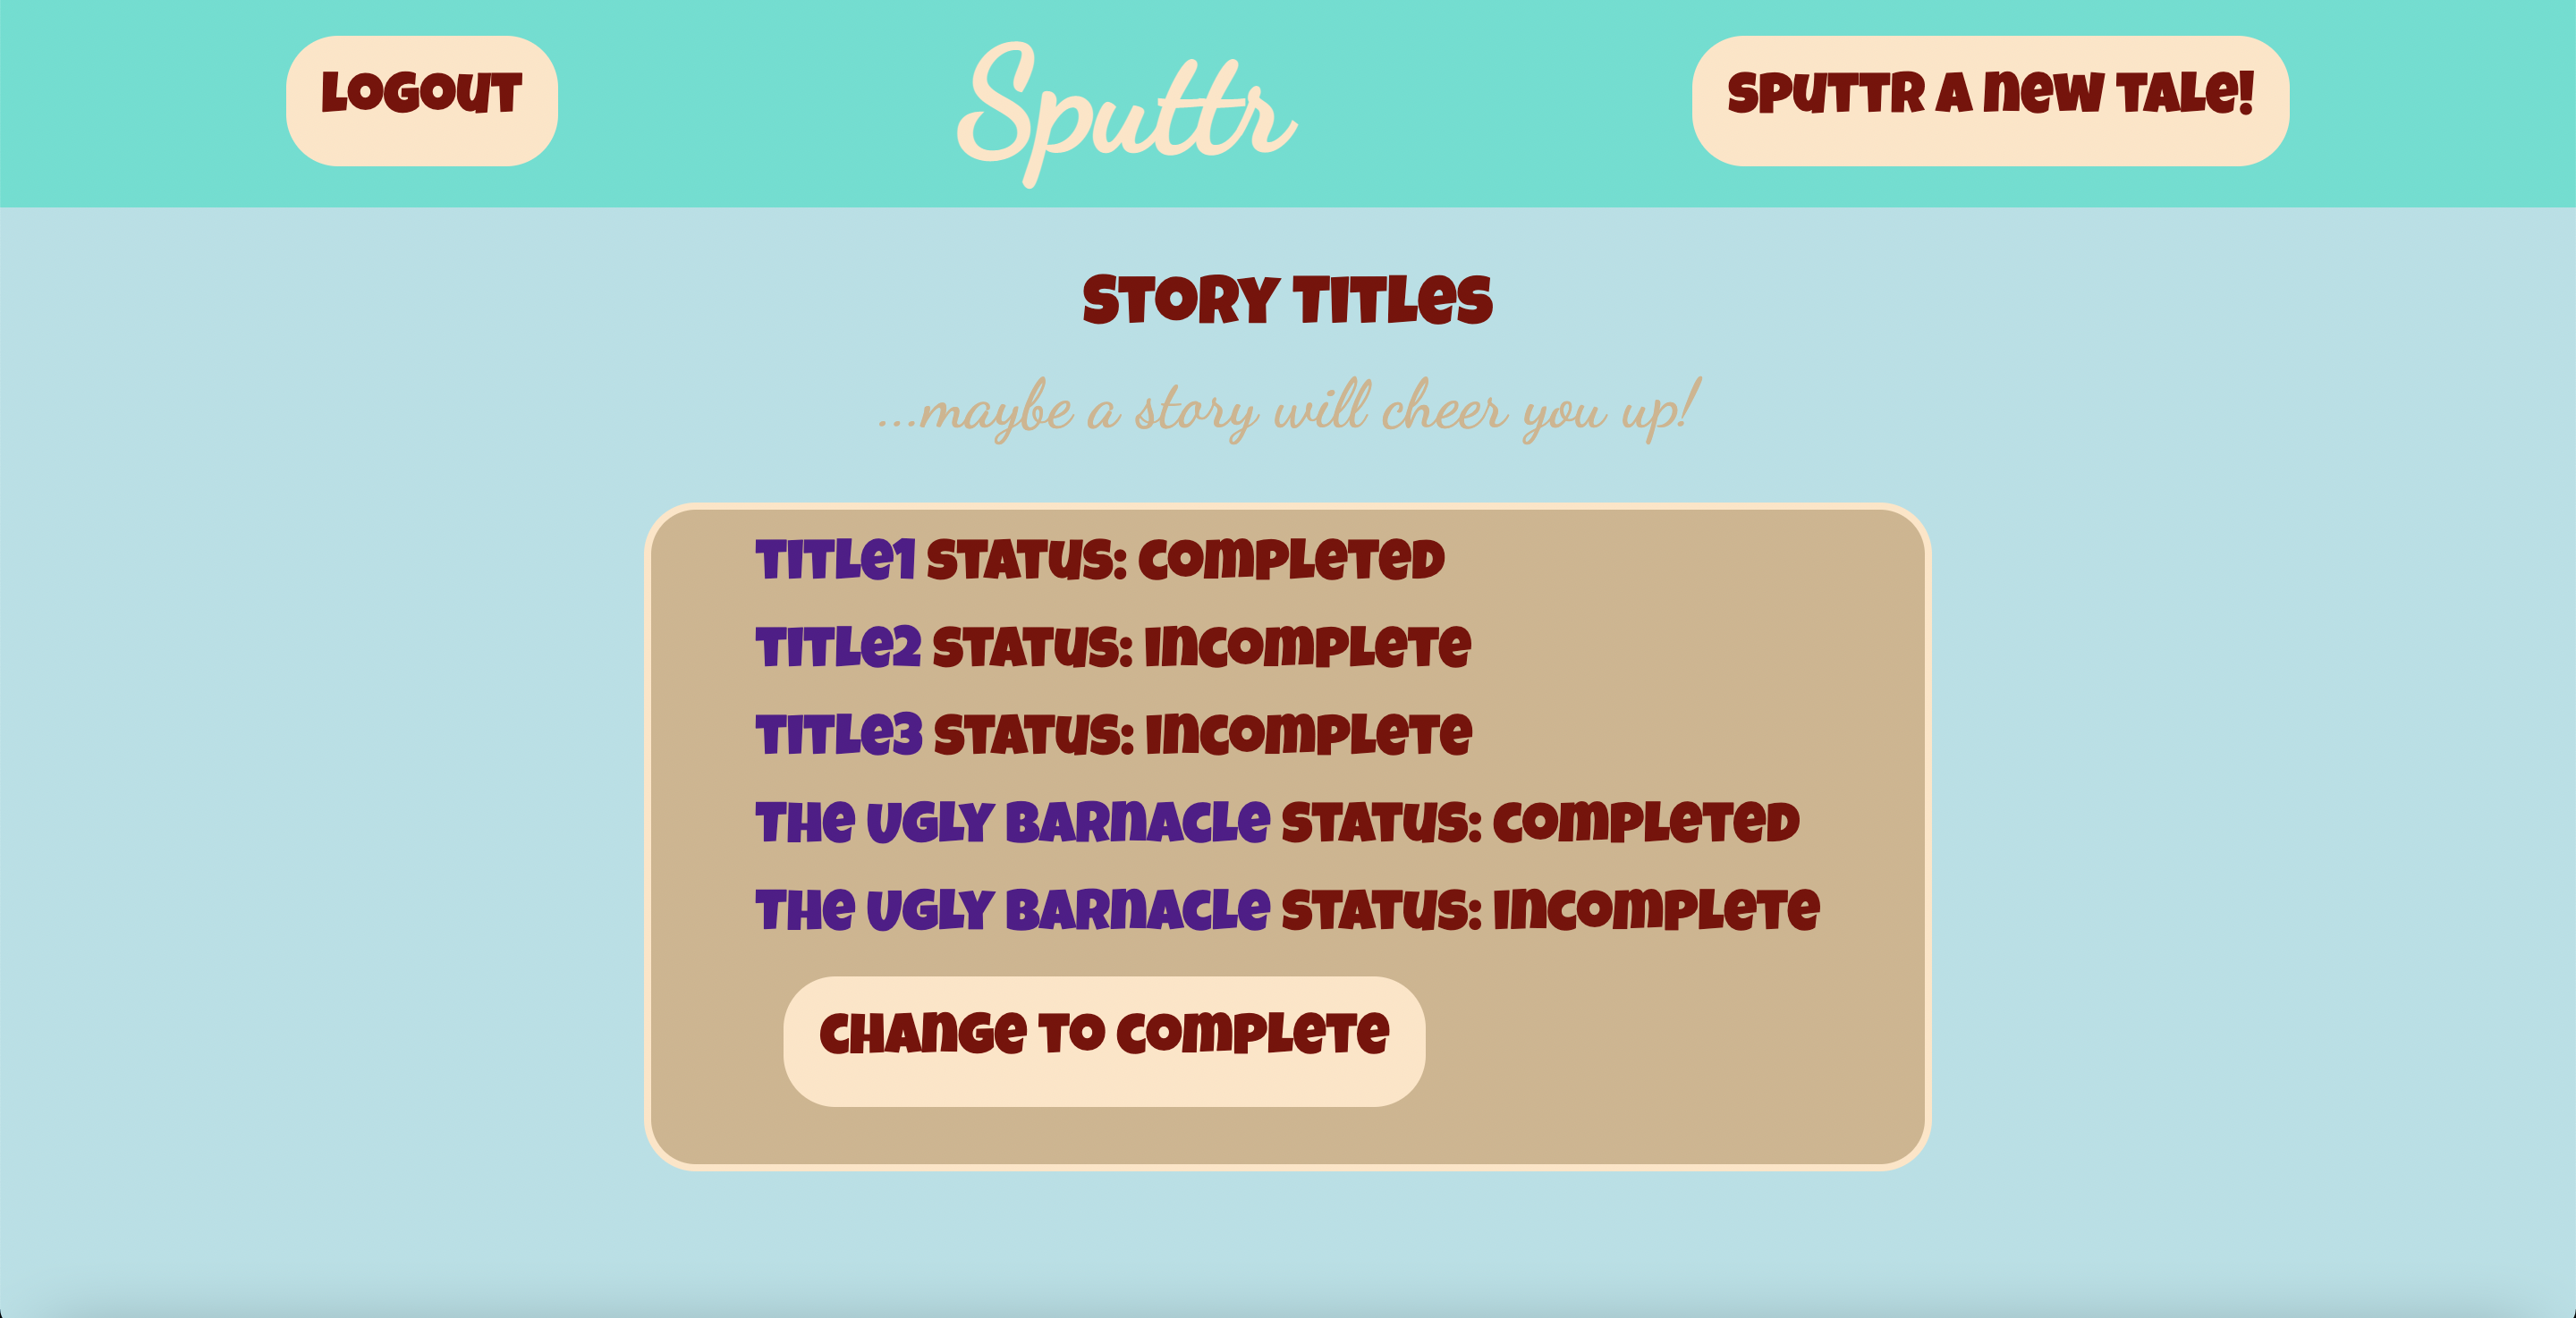 LOGOUT
Sputtr
SPUTTR A NEW TALE!
STORY TITLES
...maybe a story will cheer you up!
TITLE1 STATUS: COMPLETED
TITLE2 STATUS: INCOMPLETE
TITLE3 STATUS: INCOMPLETE
THE UGLY BARNACLE STATUS: COMPLETED
THE UGLY BARNACLE STATUS: INCOMPLETE
CHANGE TO COMPLETE